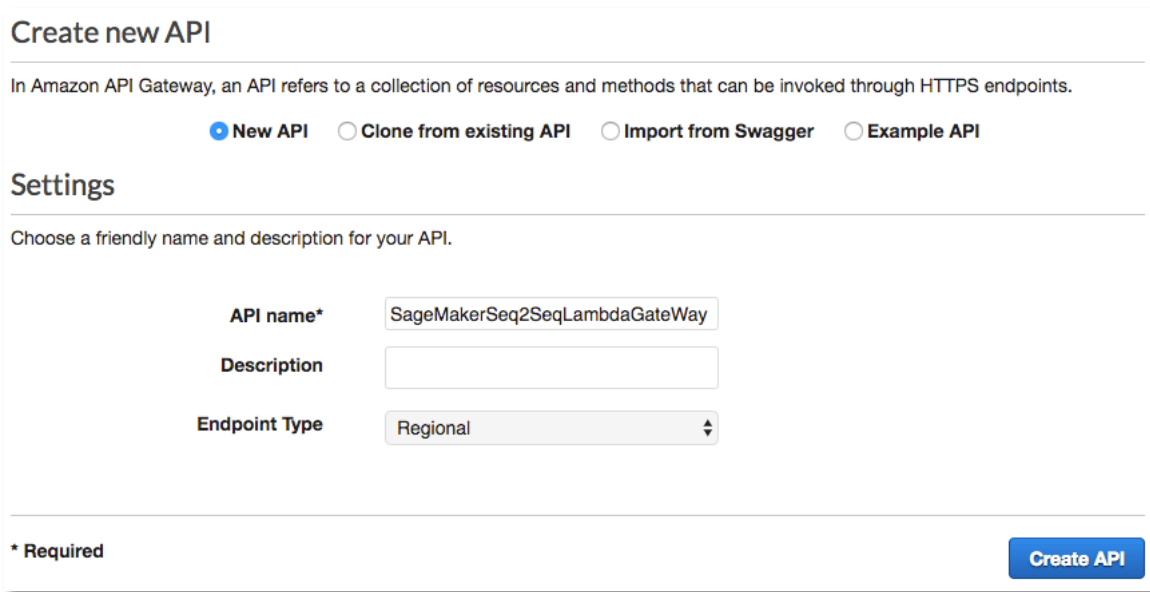 Create new API
In Amazon API Gateway, an API refers to a collection of resources and methods that can be invoked through HTTPS endpoints.
New API Clone from existing API Import from Swagger Example API
Settings
Choose a friendly name and description for your API.
API name* SageMakerSeq2SeqLambdaGateWay
Description
Endpoint Type Regional
* Required Create API